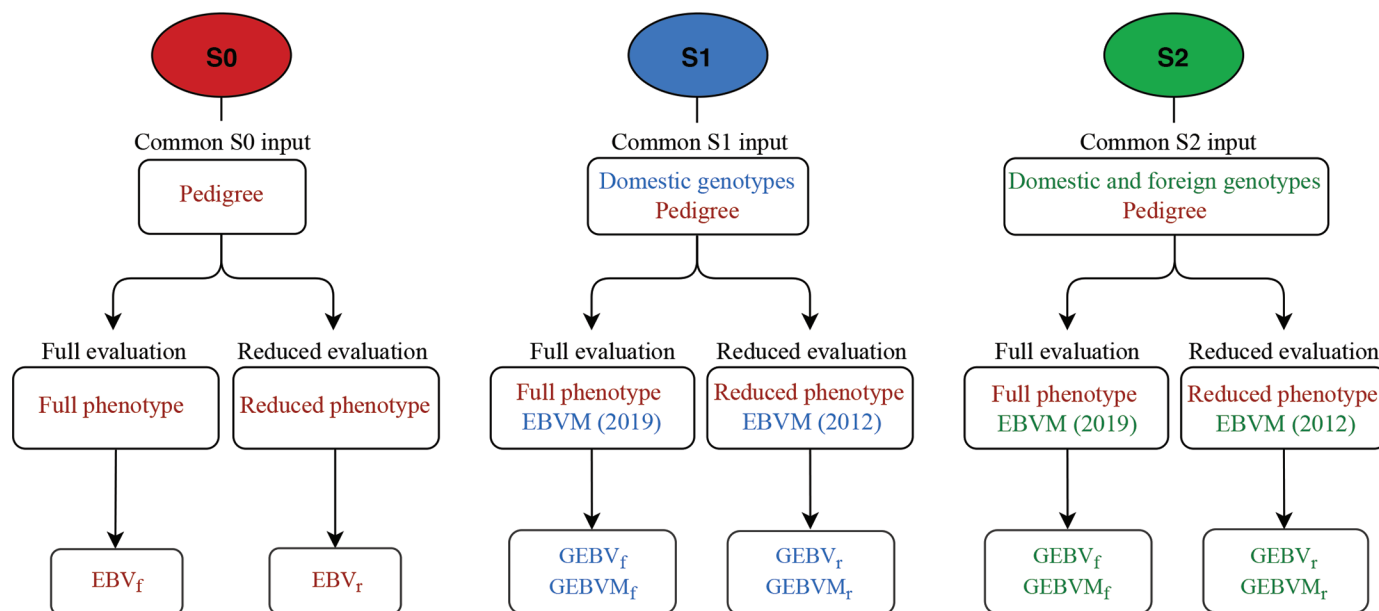 S0
Common S0 input
Pedigree
Full evaluation
Full phenotype
EBVf
Reduced evaluation
Reduced phenotype
EBVr
S1
Common S1 input
Domestic genotypes
Pedigree
Full evaluation
Full phenotype
EBVM (2019)
GEBVf
GEBVMf
Reduced evaluation
Reduced phenotype
EBVM (2012)
GEBVr
GEBVMr
S2
Common S2 input
Domestic and foreign genotypes
Pedigree
Full evaluation
Full phenotype
EBVM (2019)
GEBVf
GEBVMf
Reduced evaluation
Reduced phenotype
EBVM (2012)
GEBVr
GEBVMr